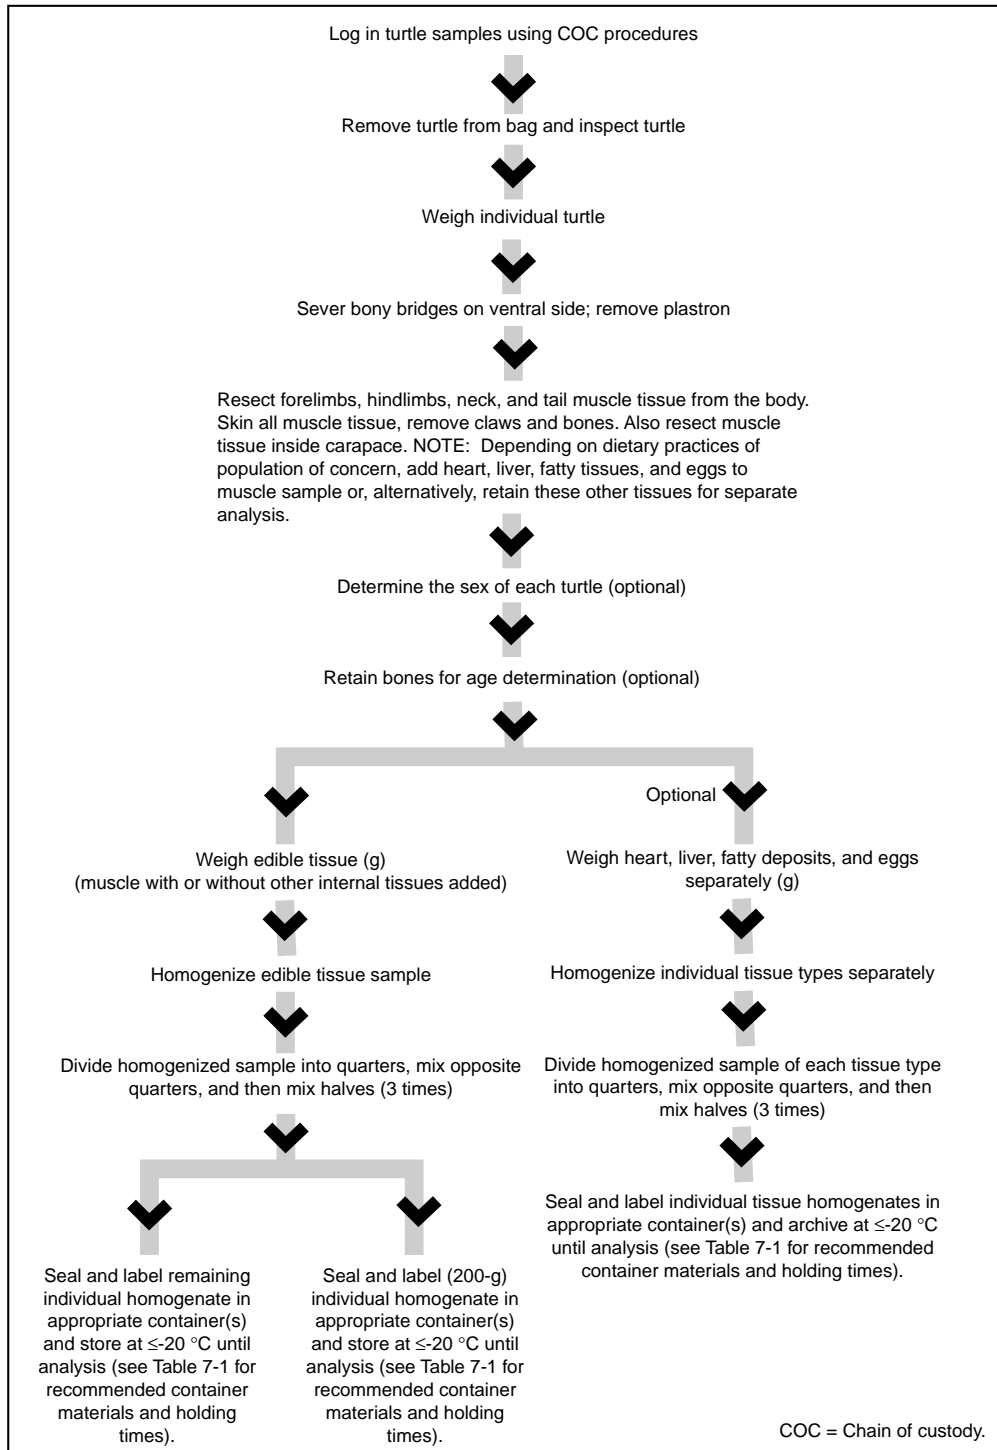 Log in turtle samples using COC procedures
Remove turtle from bag and inspect turtle
Weigh individual turtle
Sever bony bridges on ventral side; remove plastron
Resect forelimbs, hindlimbs, neck, and tail muscle tissue from the body.
Skin all muscle tissue, remove claws and bones. Also resect muscle
tissue inside carapace. NOTE: Depending on dietary practices of
population of concern, add heart, liver, fatty tissues, and eggs to
muscle sample or, alternatively, retain these other tissues for separate
analysis.
Determine the sex of each turtle (optional)
Retain bones for age determination (optional)
Weigh edible tissue (g)
(muscle with or without other internal tissues added)
Homogenize edible tissue sample
Divide homogenized sample into quarters, mix opposite
quarters, and then mix halves (3 times)
Seal and label remaining
individual homogenate in
appropriate container(s)
and store at ≤-20 °C until
analysis (see Table 7-1 for
recommended container
materials and holding
times).
Seal and label (200-g)
individual homogenate in
appropriate container(s)
and store at ≤-20 °C until
analysis (see Table 7-1 for
recommended container
materials and holding
times).
Optional
Weigh heart, liver, fatty deposits, and eggs
separately (g)
Homogenize individual tissue types separately
Divide homogenized sample of each tissue type
into quarters, mix opposite quarters, and then
mix halves (3 times)
Seal and label individual tissue homogenates in
appropriate container(s) and archive at ≤-20 °C
until analysis (see Table 7-1 for recommended
container materials and holding times).
COC = Chain of custody.